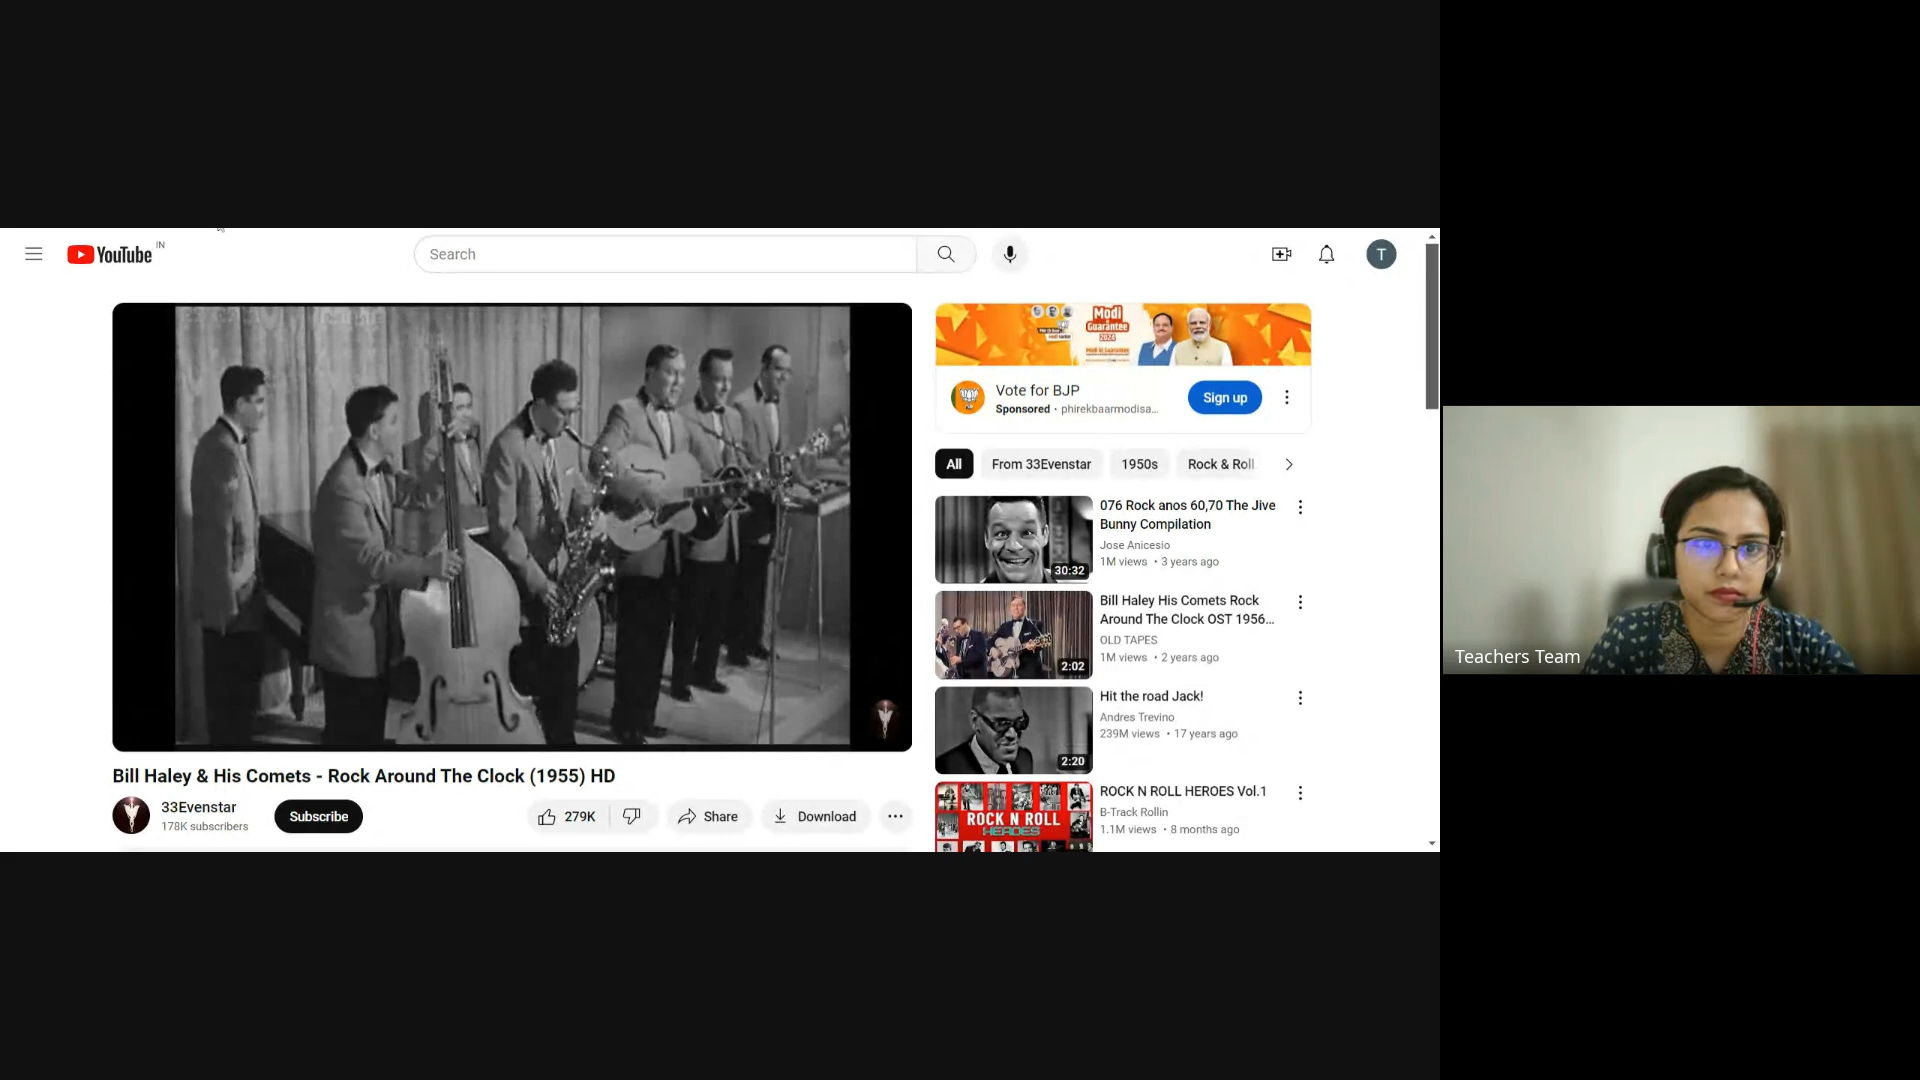 YouTube IN
Search
T
Modi
Guarantee
2024
Vote for BJP
Sponsored · phirekbaarmodisa...
Sign up
All
From 33Evenstar
1950s
Rock & Roll
076 Rock anos 60,70 The Jive
Bunny Compilation
Jose Anicesio
1M views • 3 years ago
30:32
Bill Haley His Comets Rock
Around The Clock OST 1956...
OLD TAPES
1M views • 2 years ago
2:02
Hit the road Jack!
Andres Trevino
239M views • 17 years ago
2:20
ROCK N ROLL HEROES Vol.1
B-Track Rollin
1.1M views • 8 months ago
ROCK N ROLL
HEROES
Bill Haley & His Comets - Rock Around The Clock (1955) HD
33Evenstar
178K subscribers
Subscribe
279K
Share
Download
Teachers Team